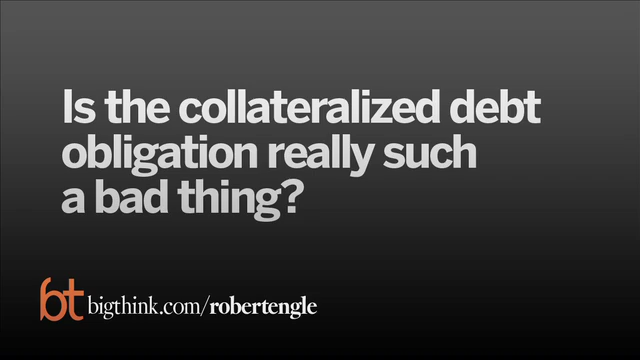 Is the collateralized debt
obligation really such
a bad thing?
bt bigthink.com/robertengle